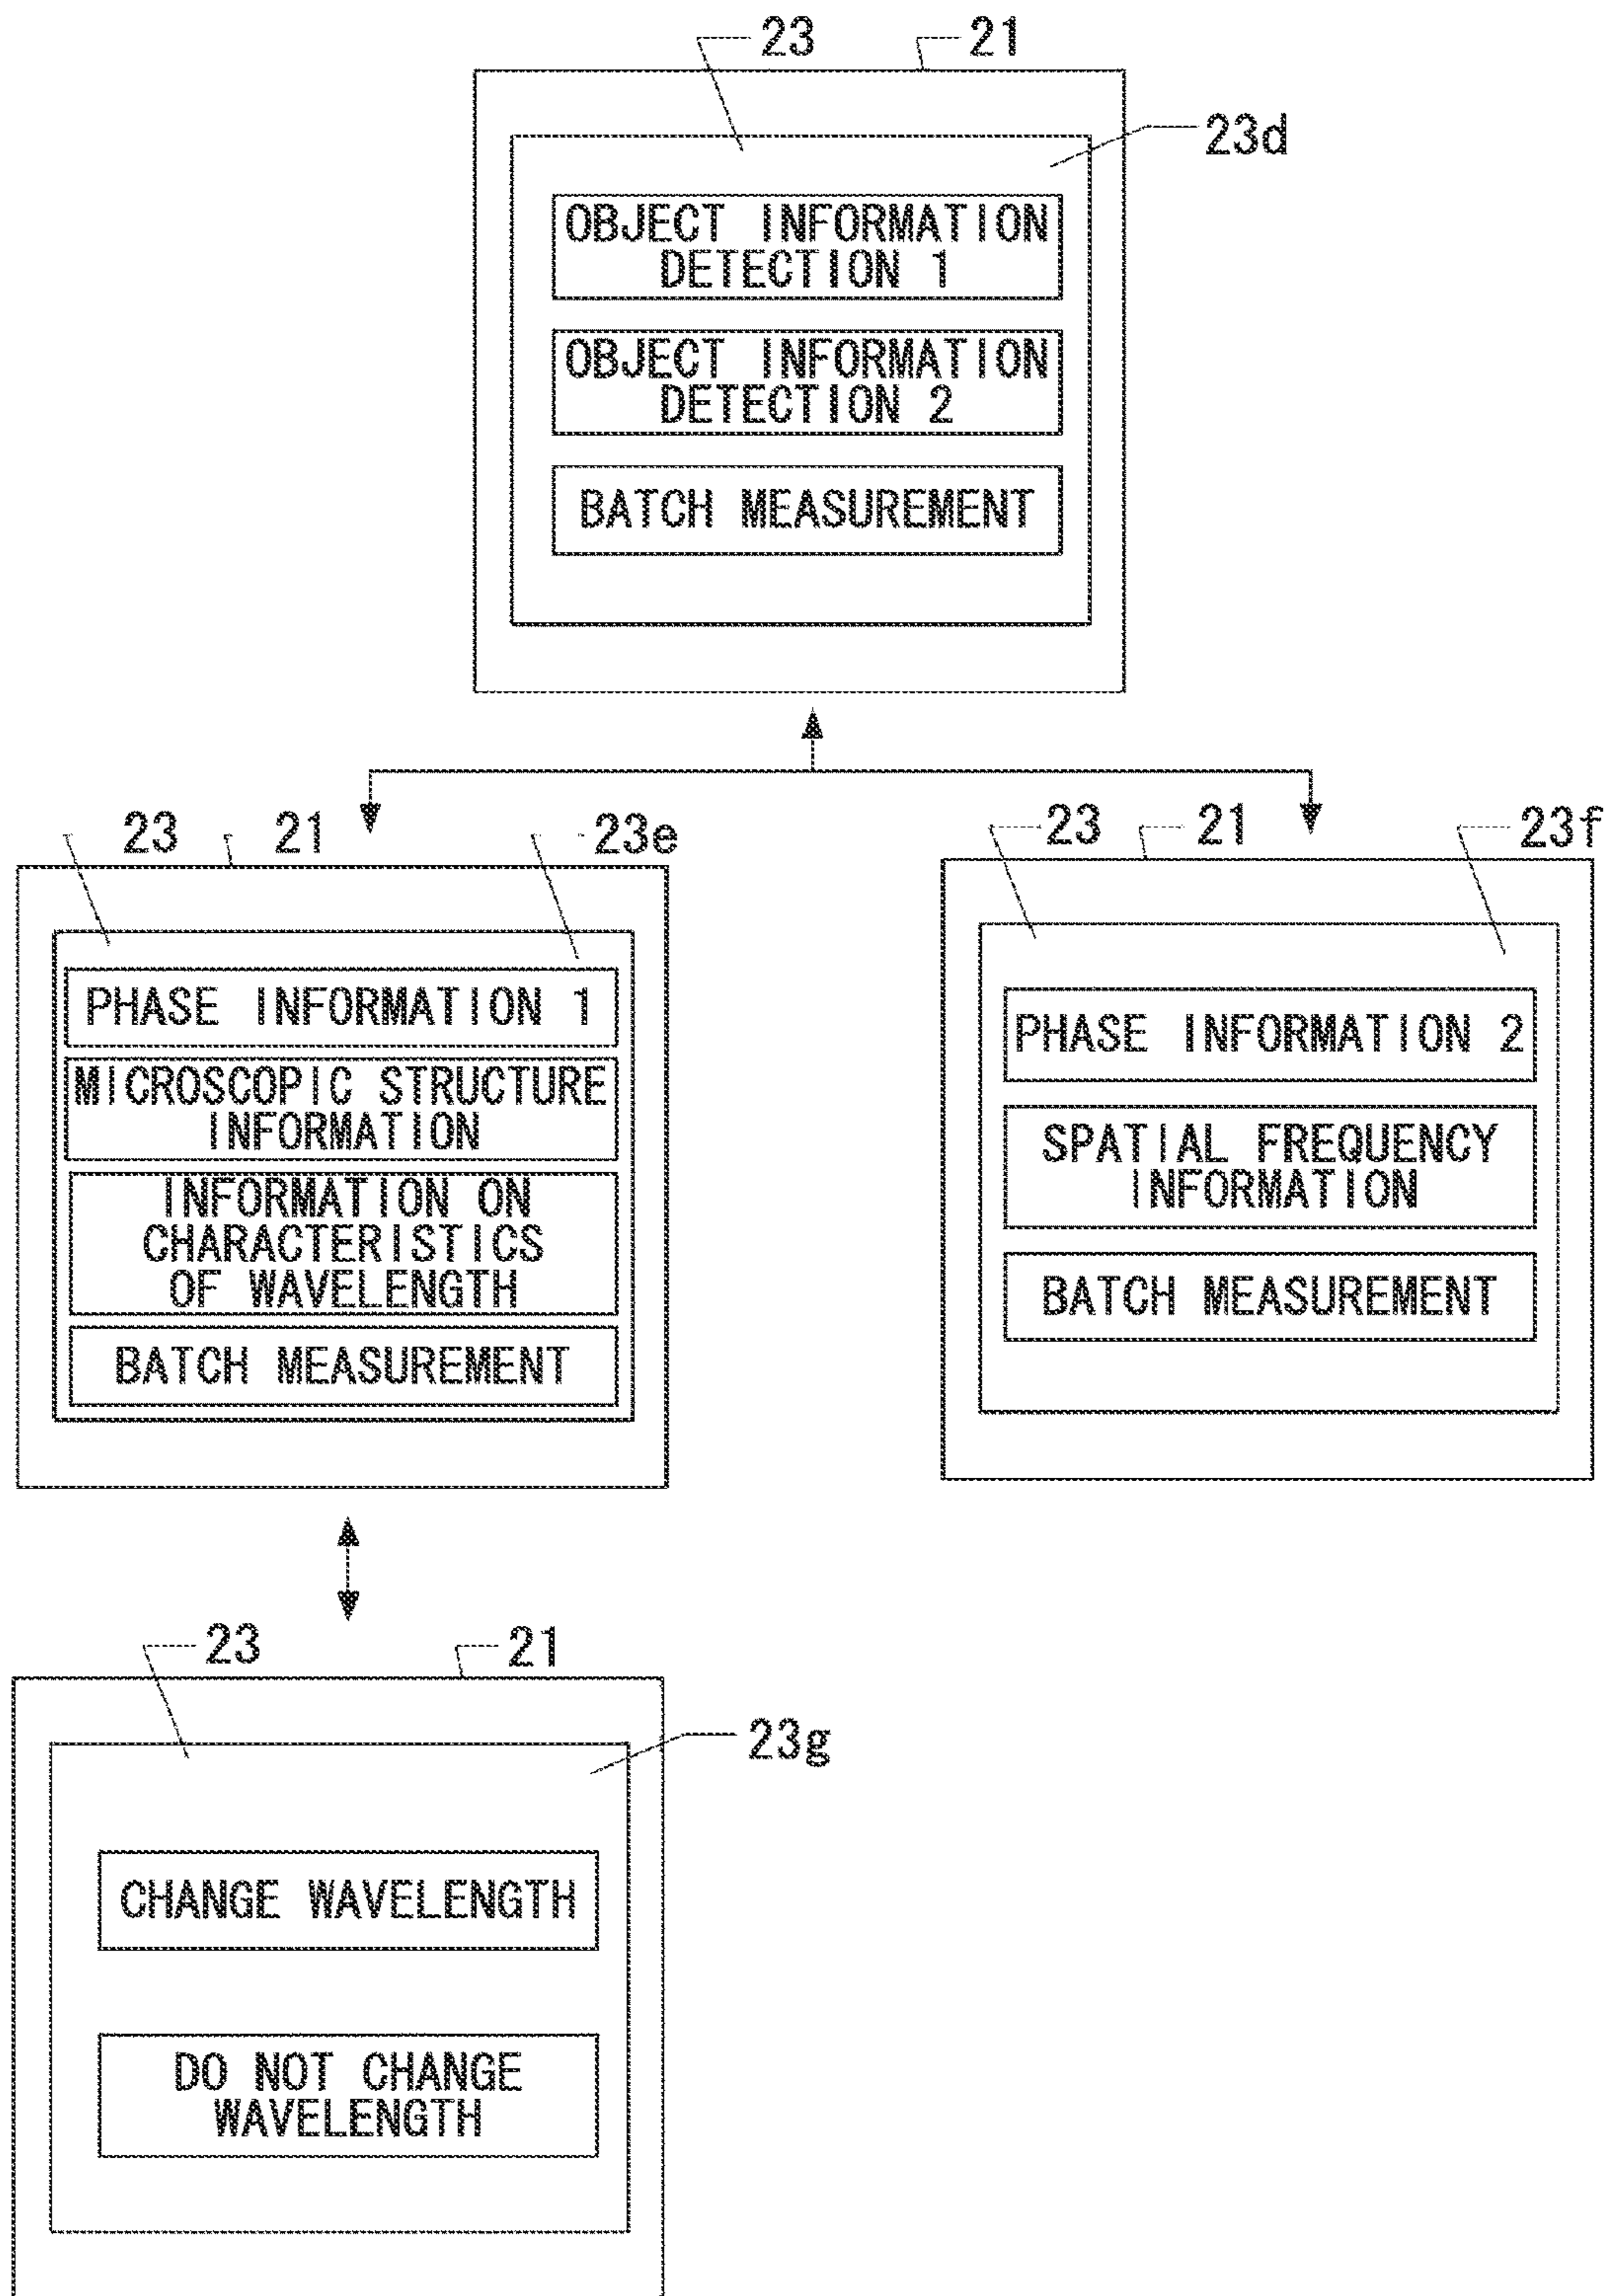 23 21
23d
OBJECT INFORMATION
DETECTION 1
OBJECT INFORMATION
DETECTION 2
BATCH MEASUREMENT
23 21 23e
PHASE INFORMATION 1
MICROSCOPIC STRUCTURE
INFORMATION
INFORMATION ON
CHARACTERISTICS
OF WAVELENGTH
BATCH MEASUREMENT
23 21 23f
PHASE INFORMATION 2
SPATIAL FREQUENCY
INFORMATION
BATCH MEASUREMENT
23 21
23g
CHANGE WAVELENGTH
DO NOT CHANGE
WAVELENGTH